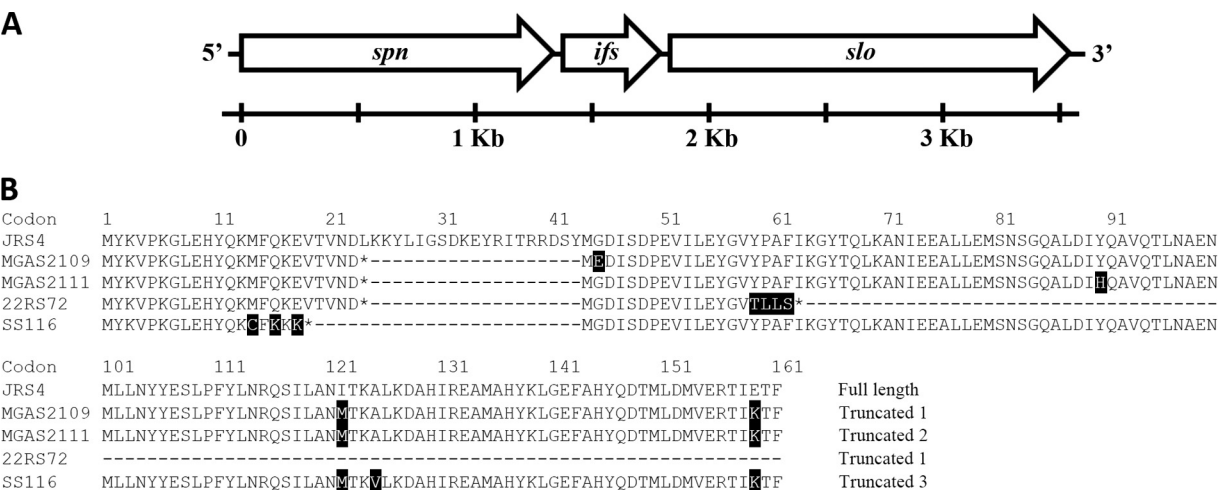 A
5’
spn
ifs
slo
3’
0
1 Kb
2 Kb
3 Kb
B
Codon 1 11 21 31 41 51 61 71 81 91
JRS4 MYKVPKGLEHYQKMFQKEVTVNDLKKYLIGSDKEYRITRRDSYMGDISDPEVILEYGVYPAFIKGYTQLKANIEEALLEMSNSGQALDIYQAVQTLNAEN
MGAS2109 MYKVPKGLEHYQKMFQKEVTVND*-------------------MEDISDPEVILEYGVYPAFIKGYTQLKANIEEALLEMSNSGQALDIYQAVQTLNAEN
MGAS2111 MYKVPKGLEHYQKMFQKEVTVND*-------------------MGDISDPEVILEYGVYPAFIKGYTQLKANIEEALLEMSNSGQALDIHQAVQTLNAEN
22RS72 MYKVPKGLEHYQKMFQKEVTVND*-------------------MGDISDPEVILEYGVTLLS*-------------------------------------
SS116 MYKVPKGLEHYQKCFKKK*------------------------MGDISDPEVILEYGVYPAFIKGYTQLKANIEEALLEMSNSGQALDIYQAVQTLNAEN
Codon 101 111 121 131 141 151 161
JRS4 MLLNYYESLPFYLNRQSILANITKALKDAHIREAMAHYKLGEFAHYQDTMLDMVERTIETF Full length
MGAS2109 MLLNYYESLPFYLNRQSILANMTKALKDAHIREAMAHYKLGEFAHYQDTMLDMVERTIKTF Truncated 1
MGAS2111 MLLNYYESLPFYLNRQSILANMTKALKDAHIREAMAHYKLGEFAHYQDTMLDMVERTIKTF Truncated 2
22RS72 ------------------------------------------------------------- Truncated 1
SS116 MLLNYYESLPFYLNRQSILANMTKVLKDAHIREAMAHYKLGEFAHYQDTMLDMVERTIKTF Truncated 3